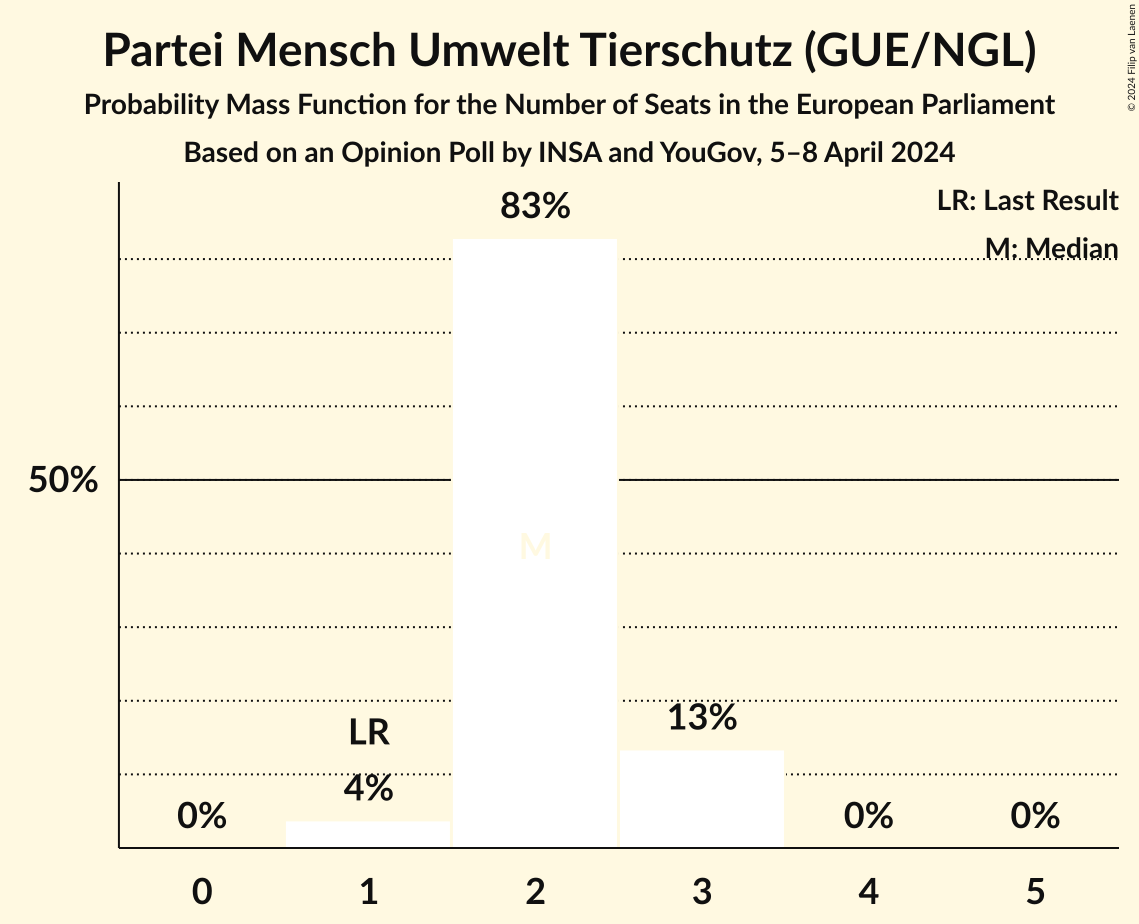 Partei Mensch Umwelt Tierschutz (GUE/NGL)
Probability Mass Function for the Number of Seats in the European Parliament
Based on an Opinion Poll by INSA and YouGov, 5–8 April 2024
© 2024 Filip van Laenen
LR: Last Result
M: Median
83%
50%
M
13%
LR
4%
0%
0%
0%
0 1 2 3 4 5